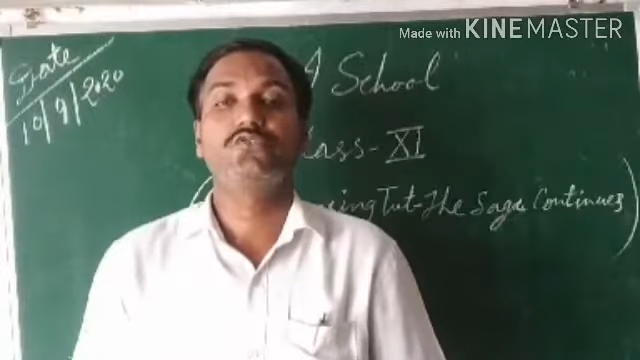 Made with KINEMASTER
Date
10/9/2020
A School
Class-XI
Tut-The Saga Continues)